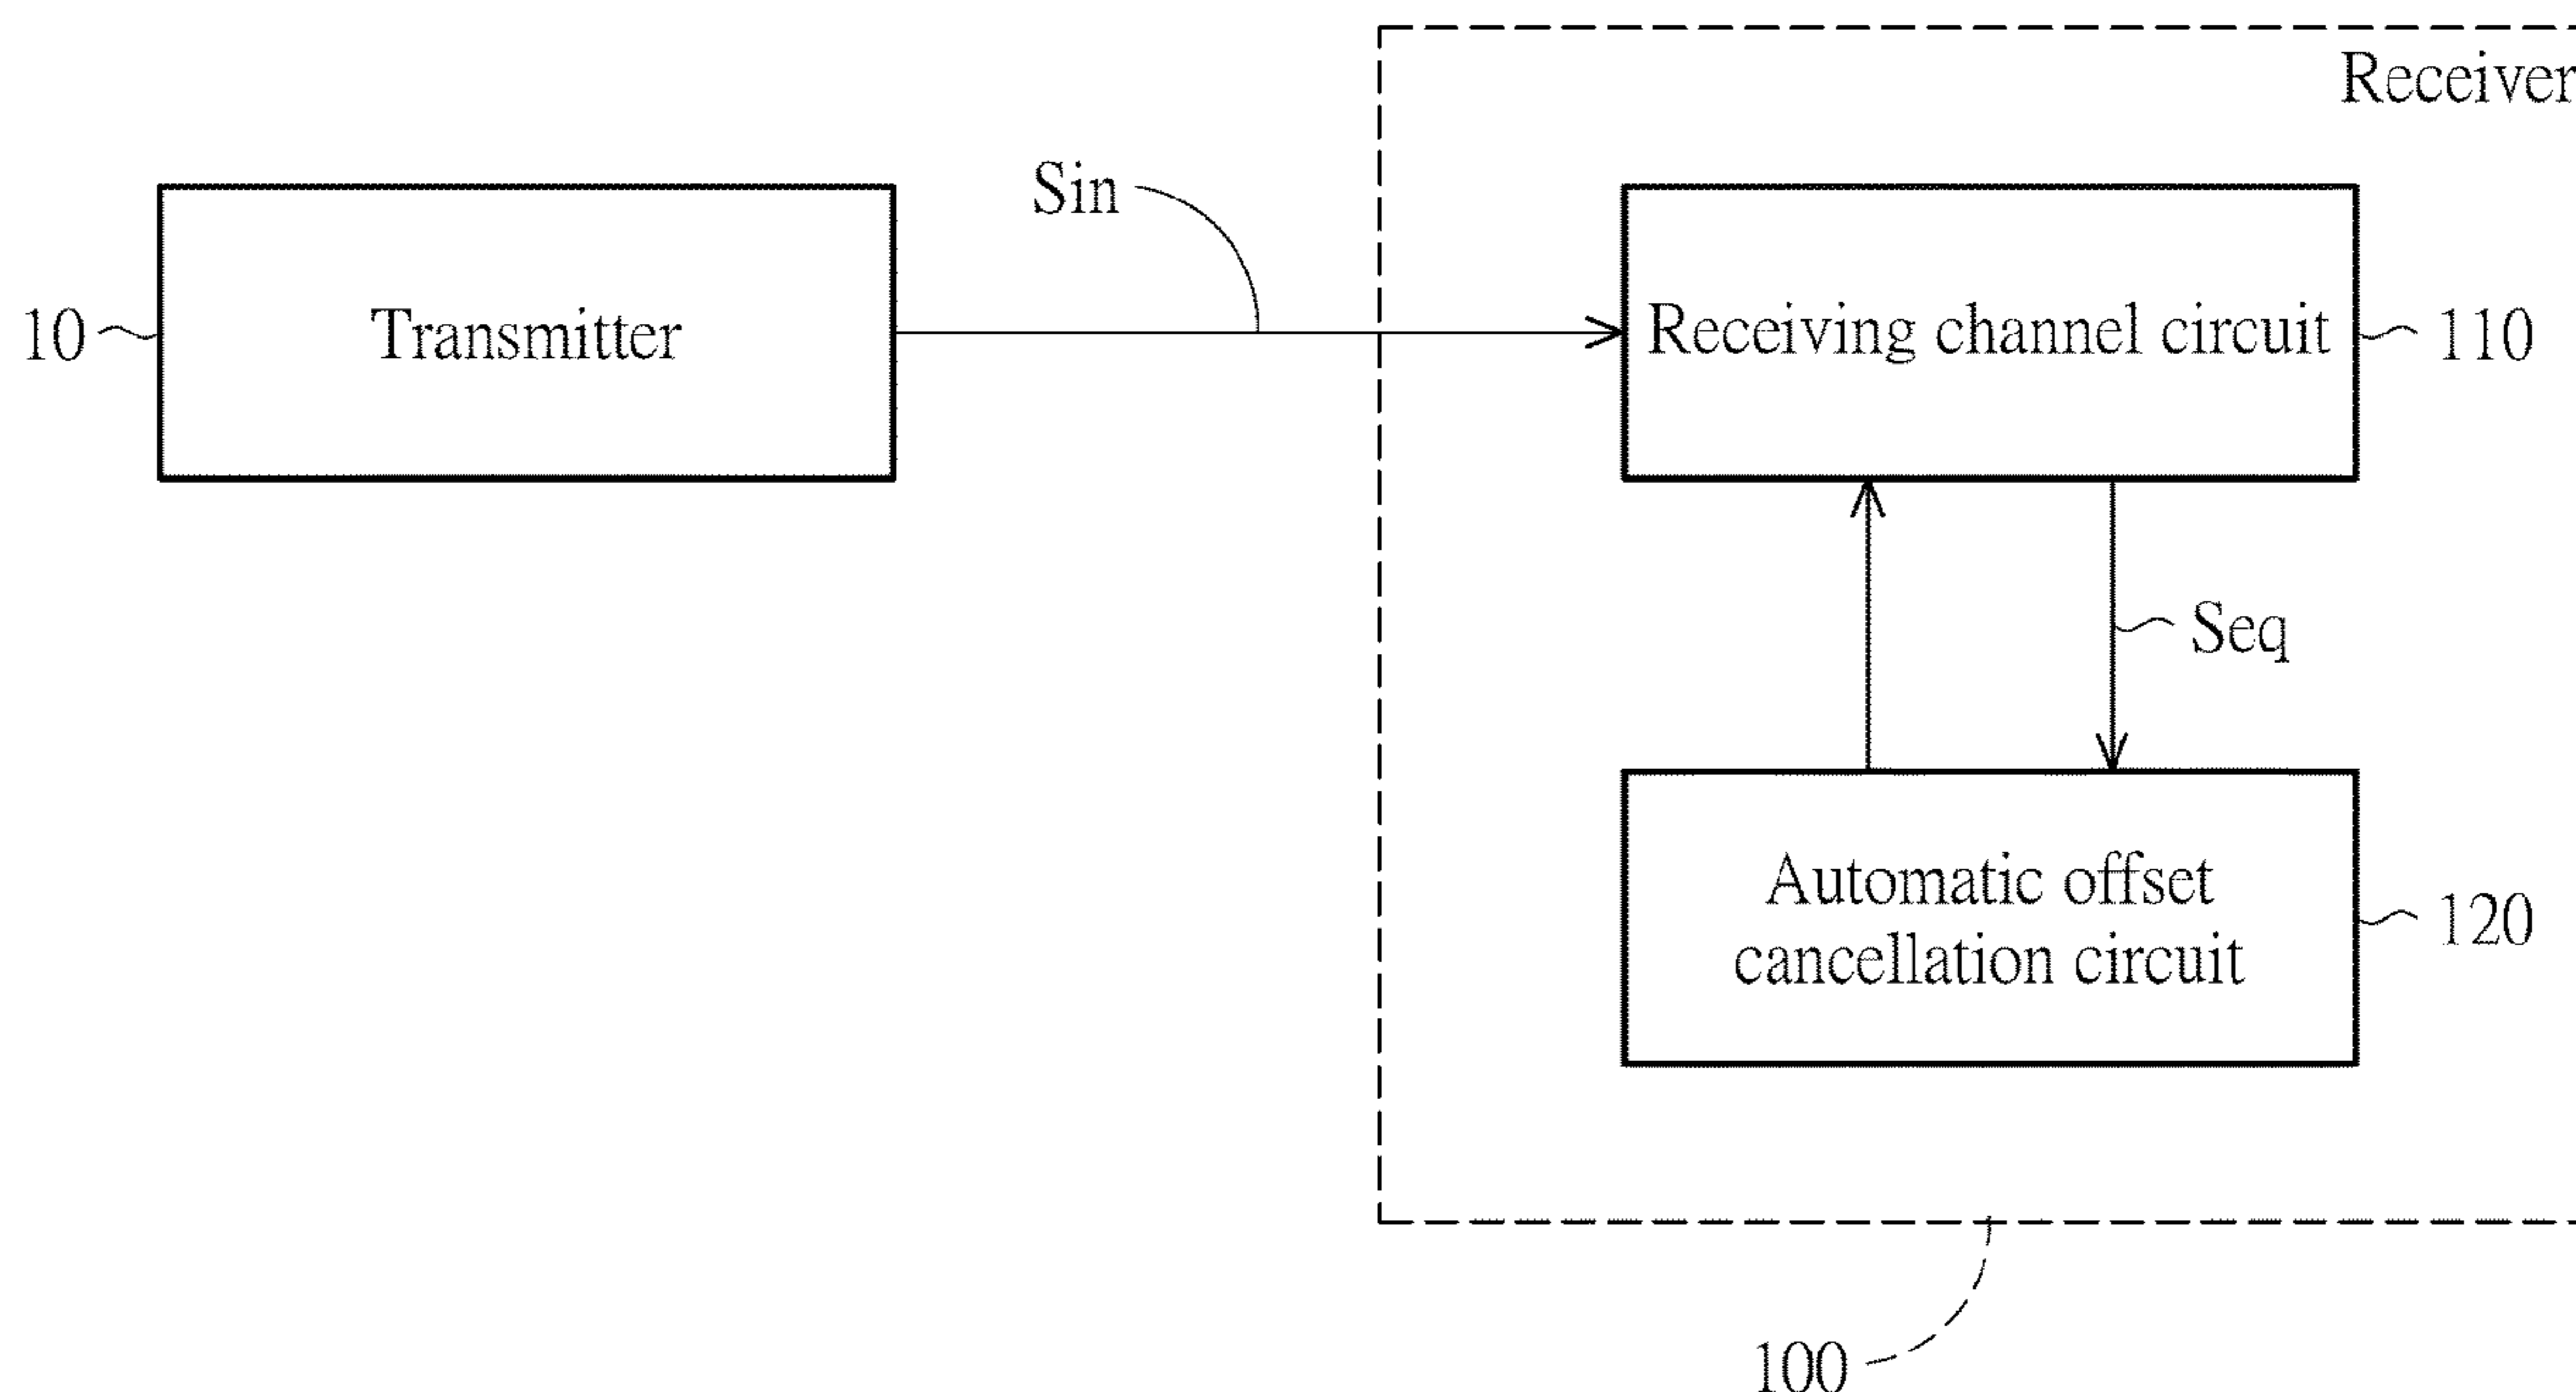 Receiver
Sin
10
Transmitter
Receiving channel circuit
110
Seq
Automatic offset
cancellation circuit
120
100